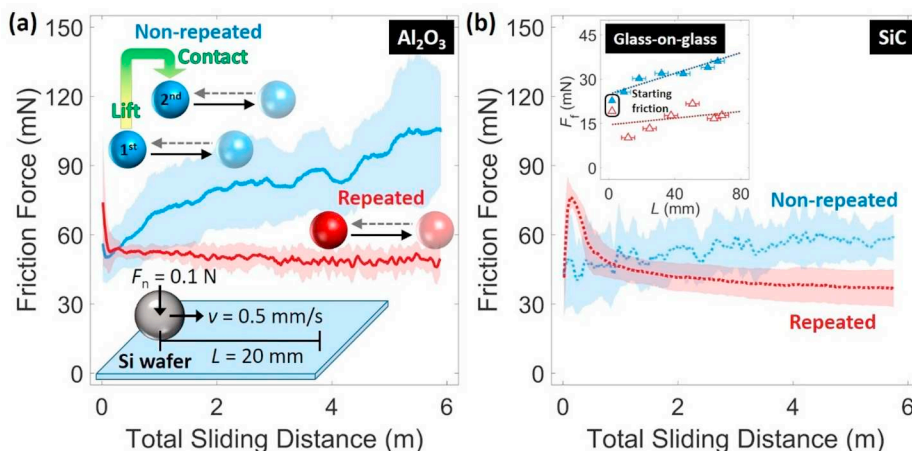 (a)
Al₂O₃
Non-repeated
Contact
Lift
2nd
1st
Repeated
Fn = 0.1 N
v = 0.5 mm/s
L = 20 mm
Si wafer
Friction Force (mN)
150
120
90
60
30
0
0 2 4 6
Total Sliding Distance (m)
(b)
SiC
Glass-on-glass
Ff (mN)
45
30
15
0
Starting
friction
0 40 80
L (mm)
Non-repeated
Repeated
Friction Force (mN)
150
120
90
60
30
0
0 2 4 6
Total Sliding Distance (m)